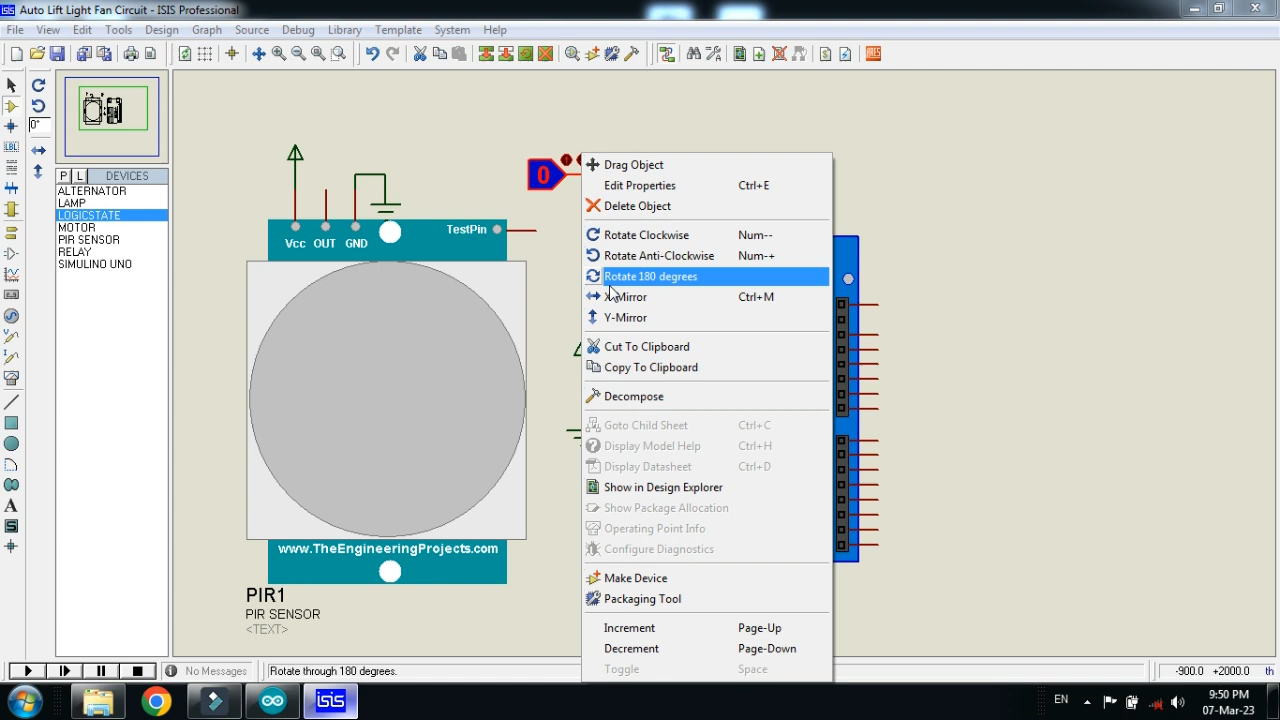 Auto Lift Light Fan Circuit - ISIS Professional
File View Edit Tools Design Graph Source Debug Library Template System Help
ARES
0°
LBL
P L DEVICES
ALTERNATOR
LAMP
LOGICSTATE
MOTOR
PIR SENSOR
RELAY
SIMULINO UNO
A
S
0
Drag Object
Edit Properties Ctrl+E
Delete Object
Rotate Clockwise Num--
Rotate Anti-Clockwise Num-+
Rotate 180 degrees
X-Mirror Ctrl+M
Y-Mirror
Cut To Clipboard
Copy To Clipboard
Decompose
Goto Child Sheet Ctrl+C
Display Model Help Ctrl+H
Display Datasheet Ctrl+D
Show in Design Explorer
Show Package Allocation
Operating Point Info
Configure Diagnostics
Make Device
Packaging Tool
Increment Page-Up
Decrement Page-Down
Toggle Space
TestPin
Vcc OUT GND
www.TheEngineeringProjects.com
PIR1
PIR SENSOR
<TEXT>
No Messages Rotate through 180 degrees. -900.0 +2000.0 th
isis EN 9:50 PM
07-Mar-23